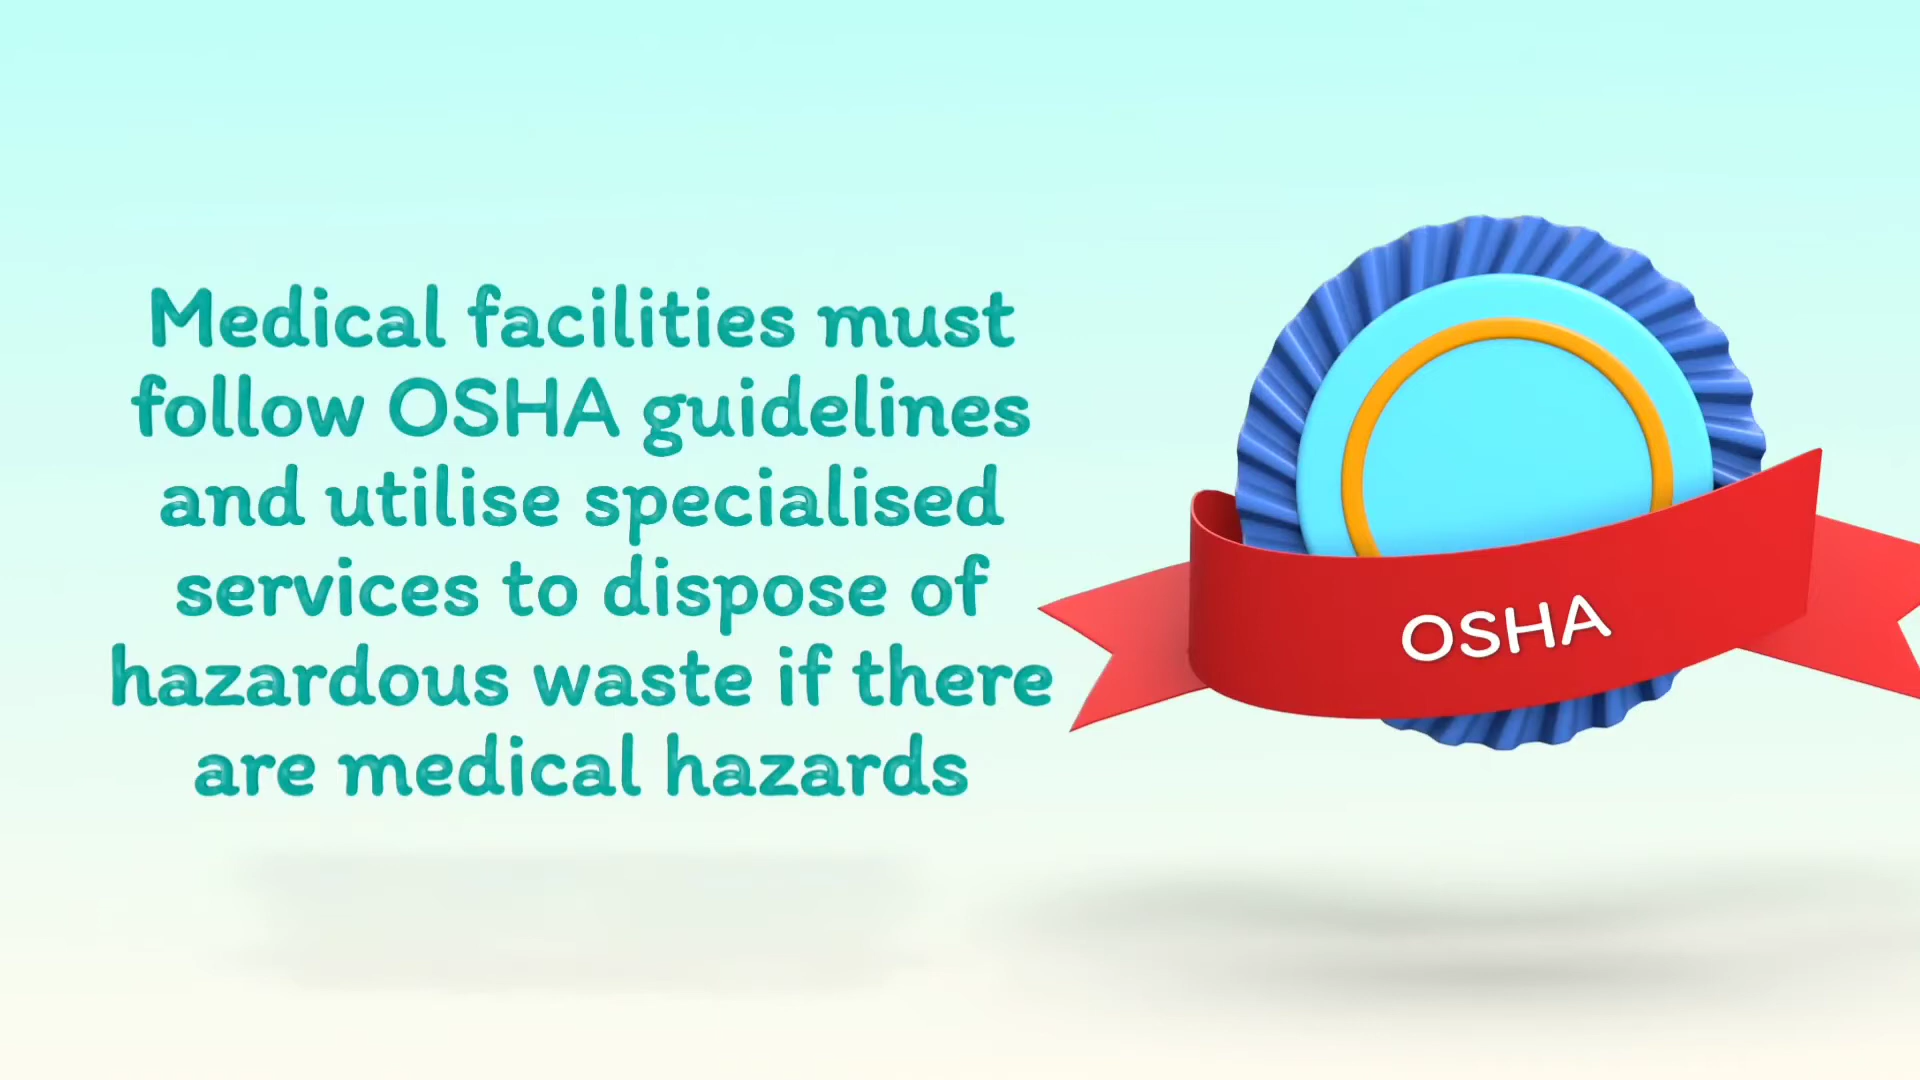 Medical facilities must
follow OSHA guidelines
and utilise specialised
services to dispose of
hazardous waste if there
are medical hazards
OSHA